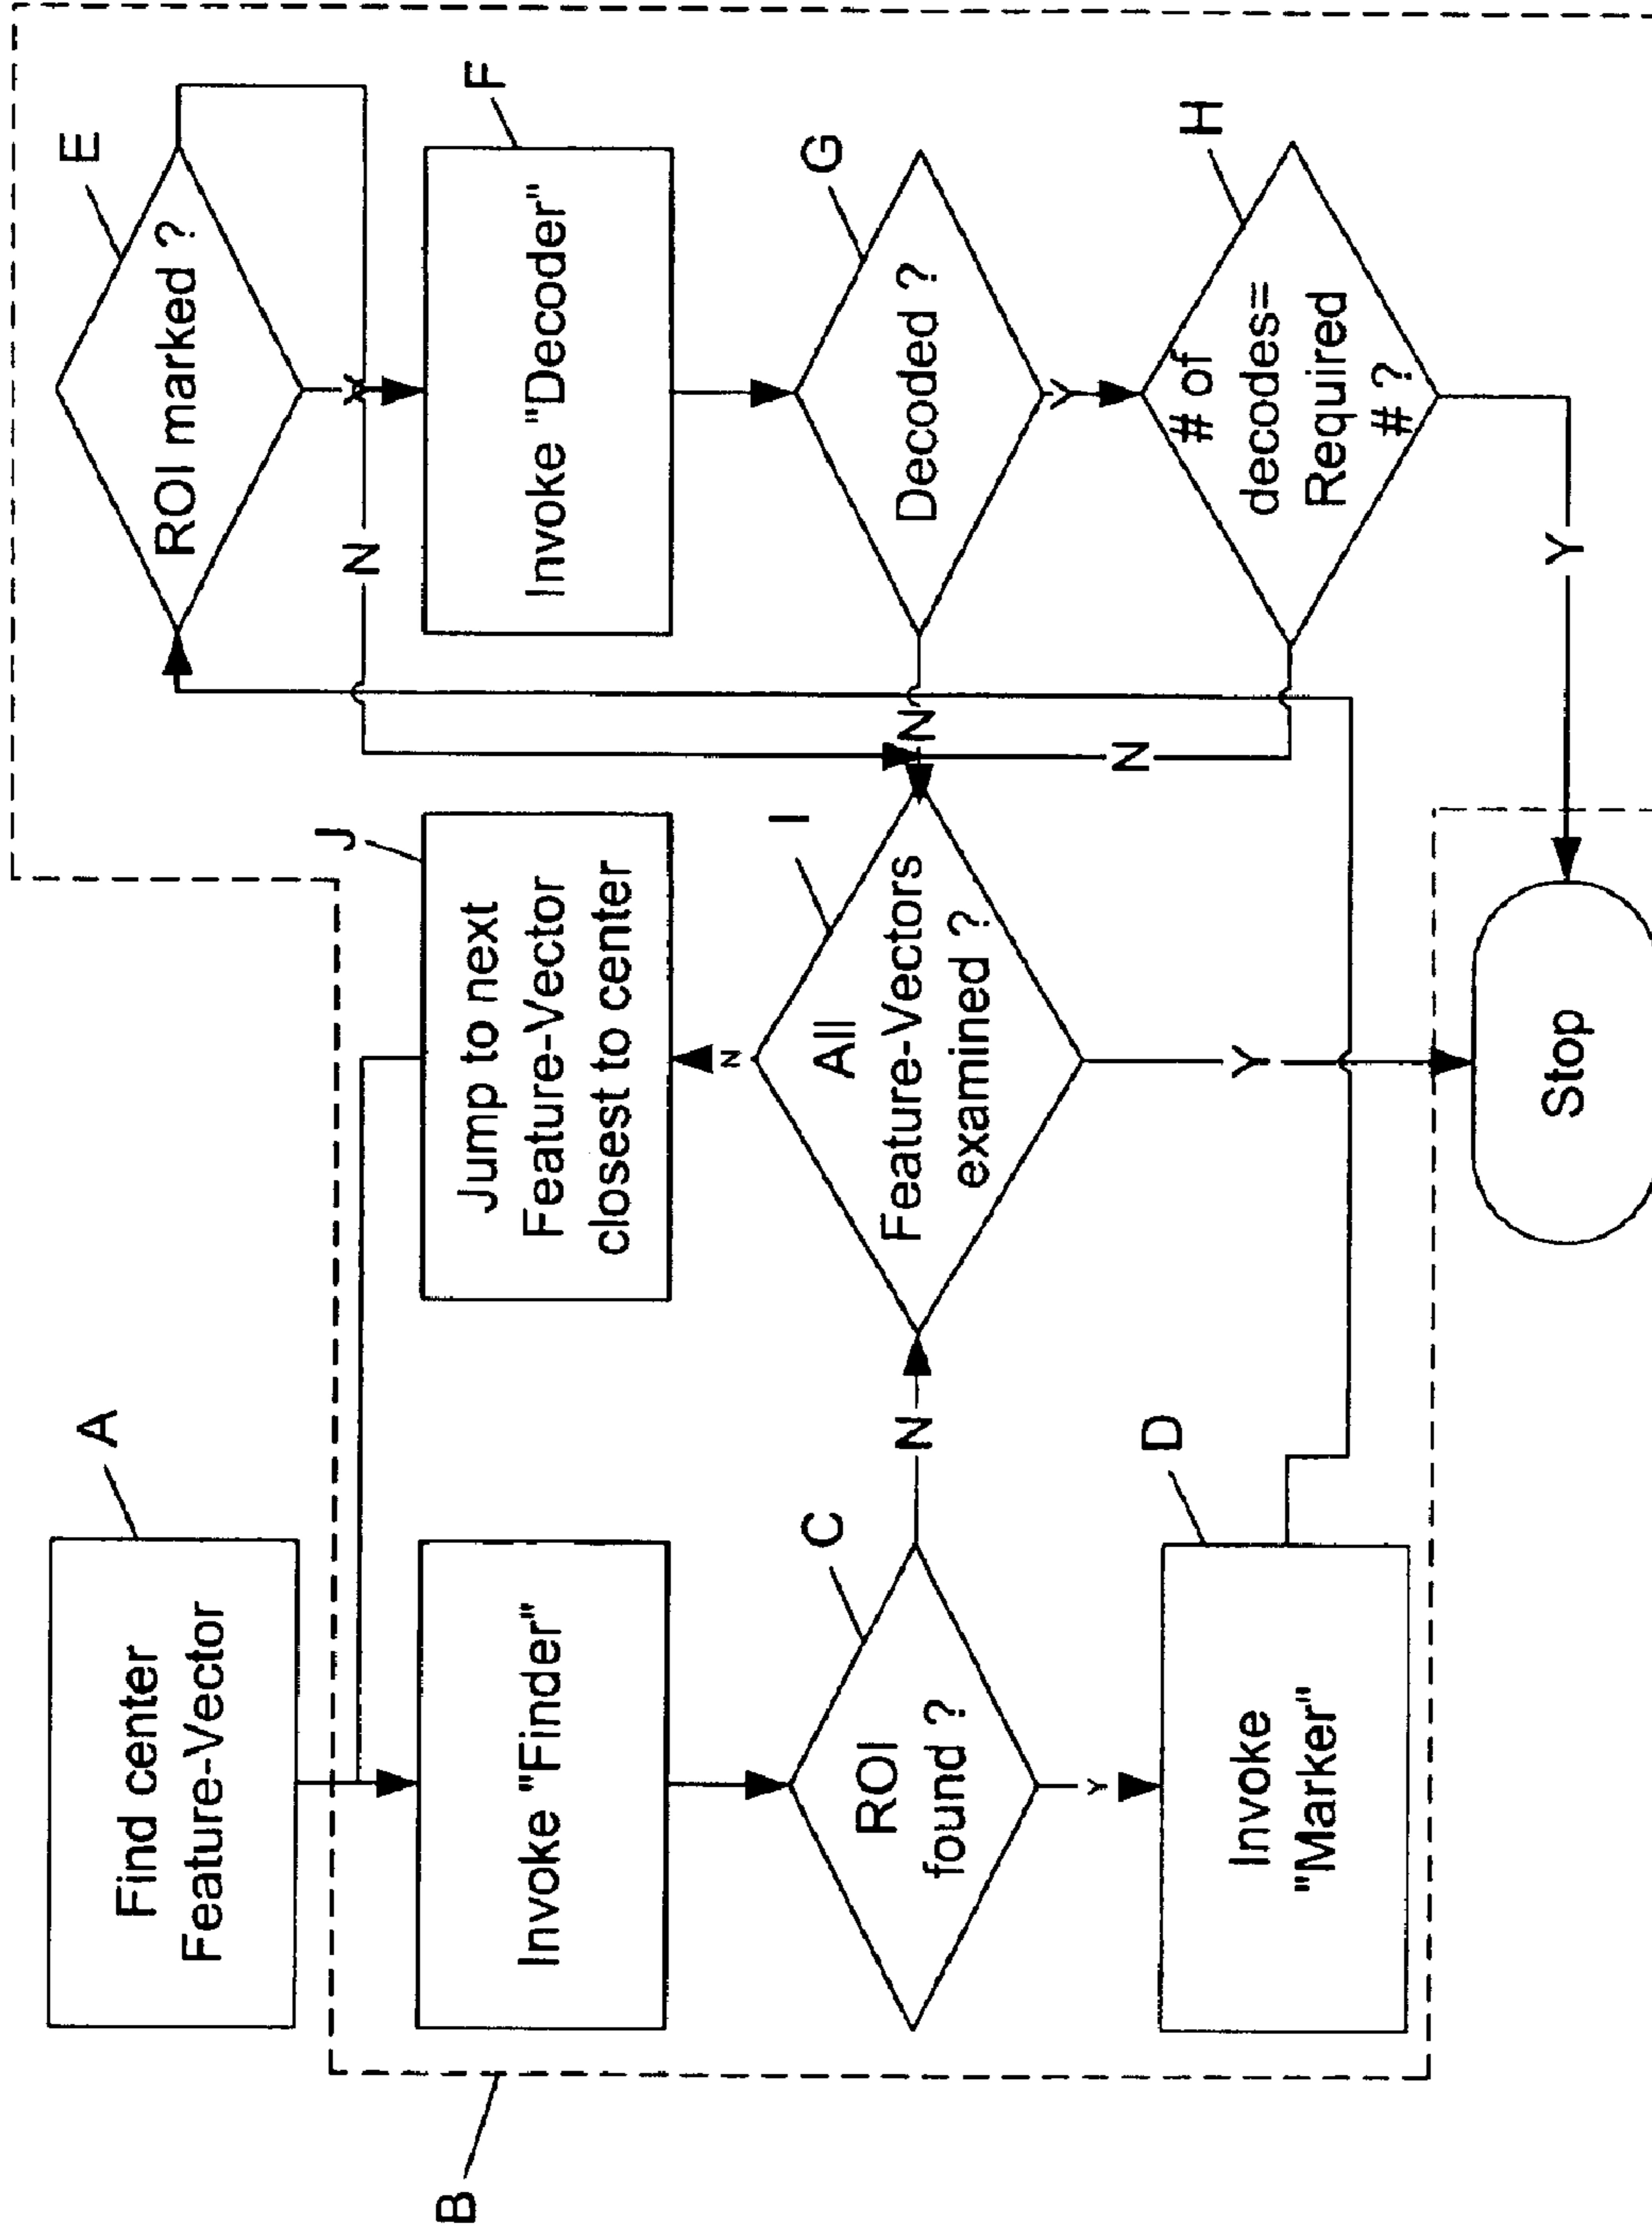 A
Find center
Feature-Vector
B
Invoke "Finder"
C
ROI
found ?
N
Y
D
Invoke
"Marker"
J
Jump to next
Feature-Vector
closest to center
N
I
All
Feature-Vectors
examined ?
Y
Stop
E
ROI marked ?
Y
N
F
Invoke "Decoder"
G
Decoded ?
N
Y
H
# of
decodes=
Required
# ?
N
Y